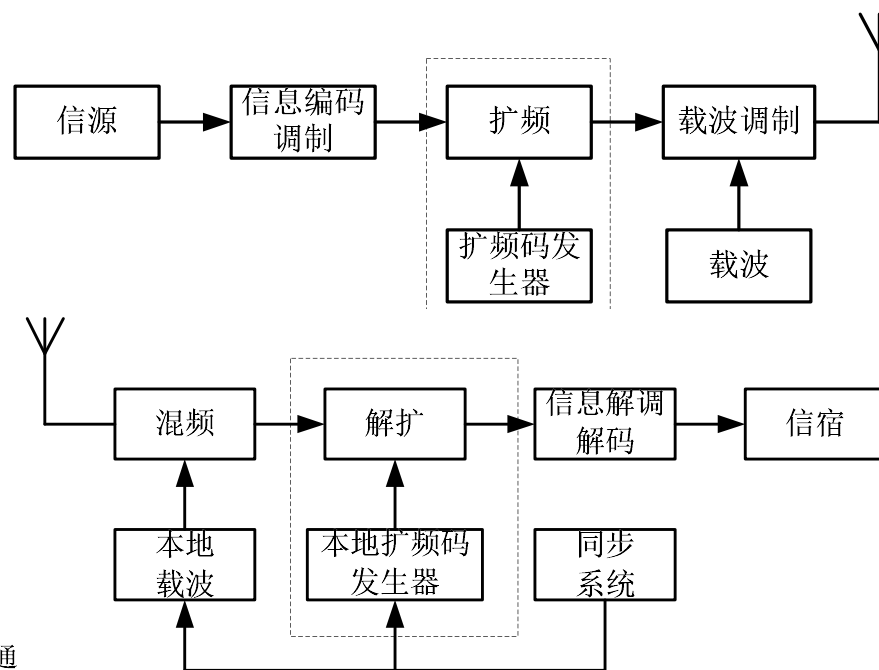 信源
信息编码
调制
扩频
载波调制
扩频码发
生器
载波
混频
解扩
信息解调
解码
信宿
本地
载波
本地扩频码
发生器
同步
系统
通